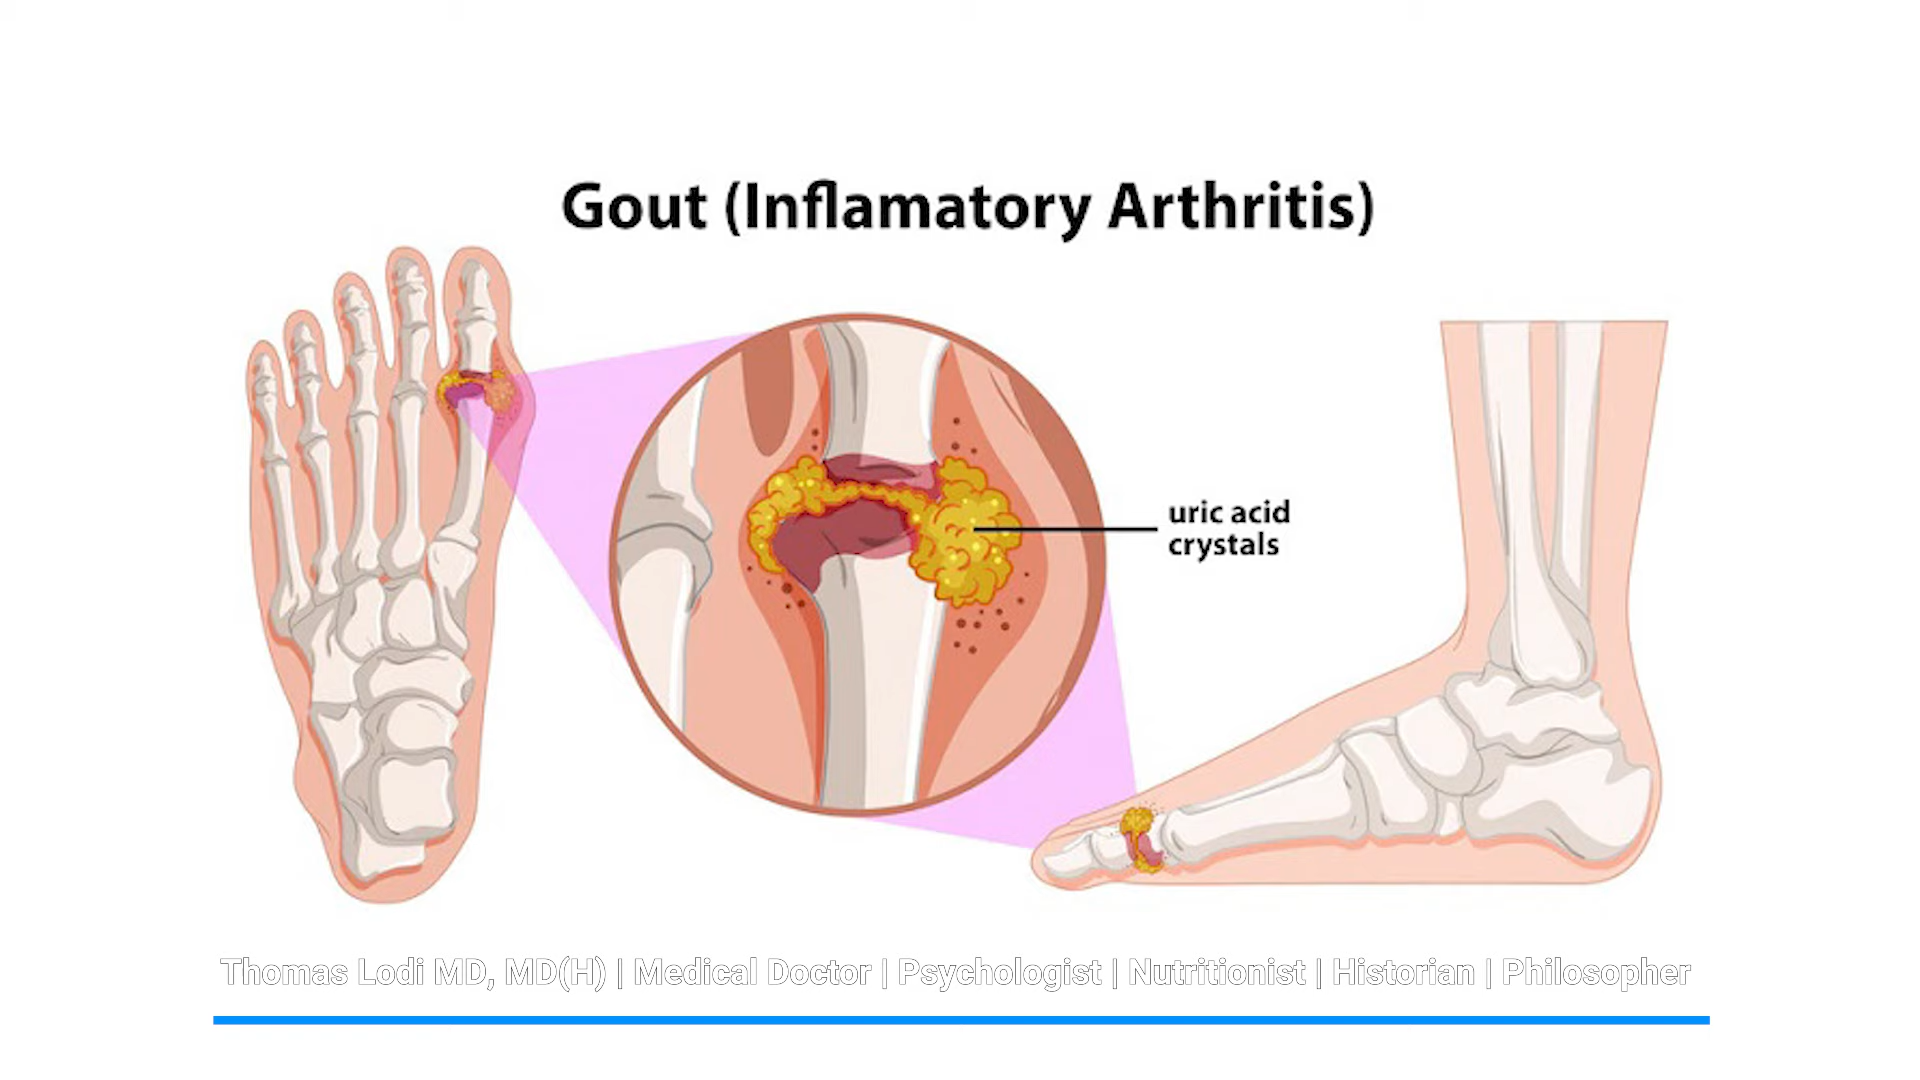 Gout (Inflamatory Arthritis)
uric acid
crystals
Thomas Lodi MD, MD(H) | Medical Doctor | Psychologist | Nutritionist | Historian | Philosopher